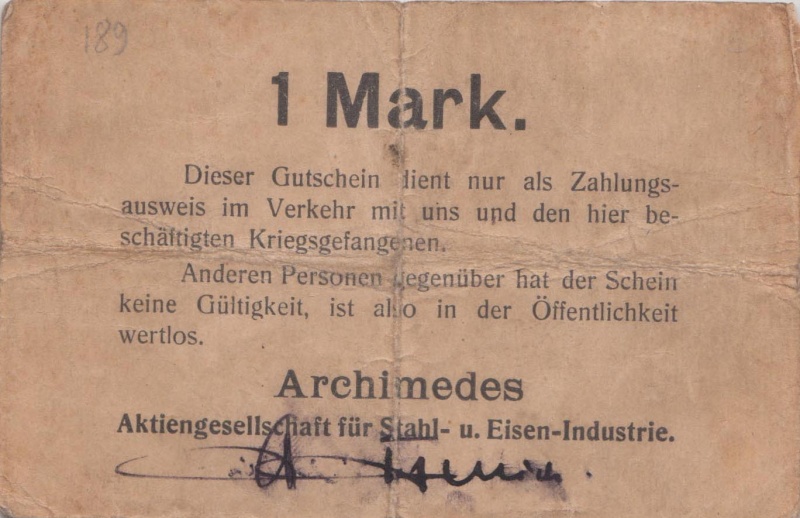 189
1 Mark.
Dieser Gutschein dient nur als Zahlungs-
ausweis im Verkehr mit uns und den hier be-
schäftigten Kriegsgefangenen.
Anderen Personen gegenüber hat der Schein
keine Gültigkeit, ist also in der Öffentlichkeit
wertlos.
Archimedes
Aktiengesellschaft für Stahl- u. Eisen-Industrie.